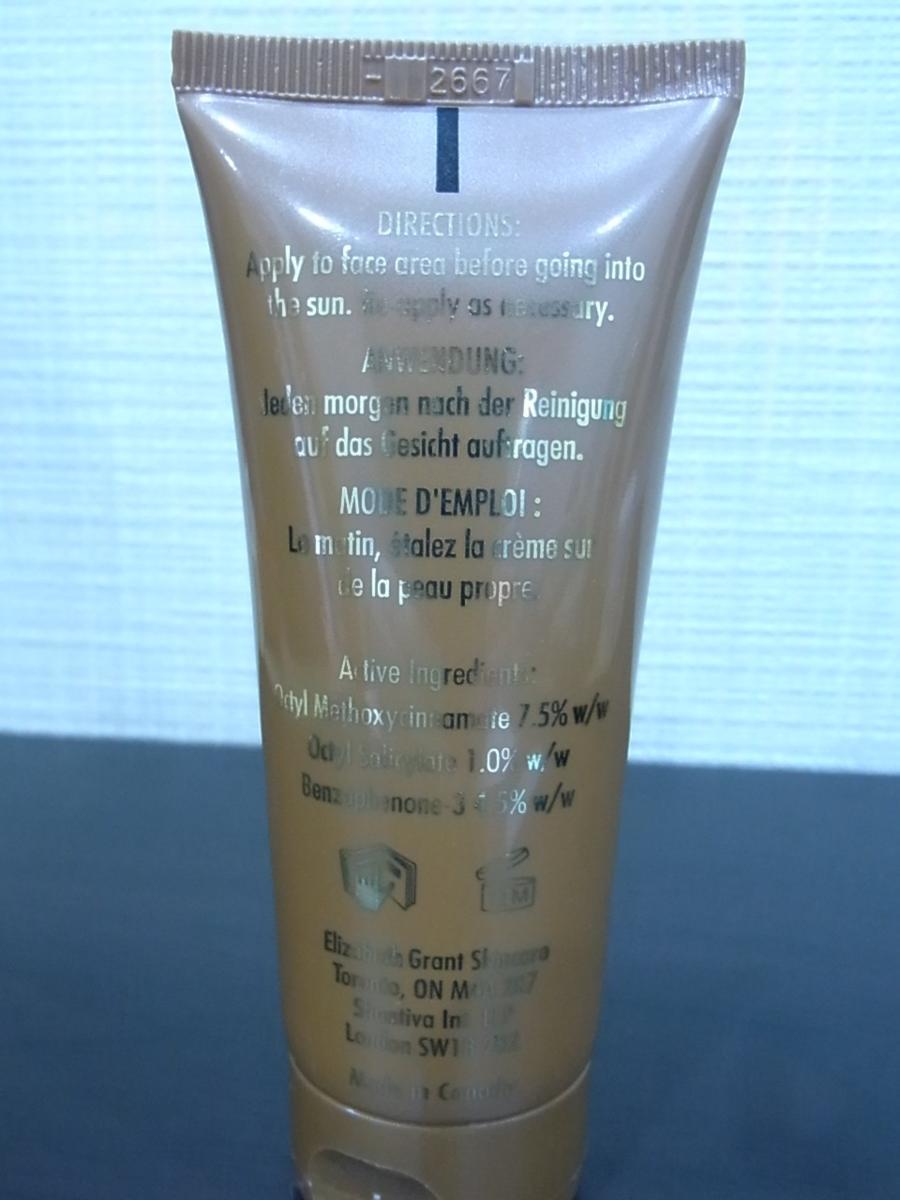 2667
DIRECTIONS:
Apply to face area before going into
the sun. Re-apply as necessary.
ANWENDUNG:
Jeden morgen nach der Reinigung
auf das Gesicht auftragen.
MODE D'EMPLOI :
Le matin, étalez la crème sur
de la peau propre.
Active Ingredients:
Octyl Methoxycinnamate 7.5% w/w
Octyl Salicylate 1.0% w/w
Benzophenone-3 w/w
Elizabeth Grant Skincare
Toronto, ON
London
Made in Canada